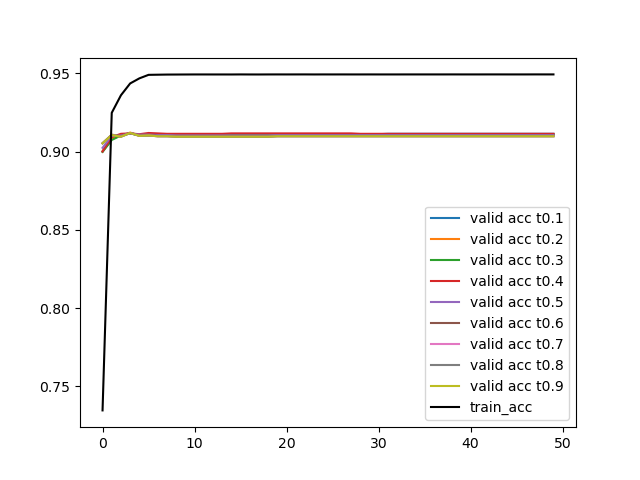 0.95
0.90
0.85
0.80
0.75
0
10
20
30
40
50
valid acc t0.1
valid acc t0.2
valid acc t0.3
valid acc t0.4
valid acc t0.5
valid acc t0.6
valid acc t0.7
valid acc t0.8
valid acc t0.9
train_acc